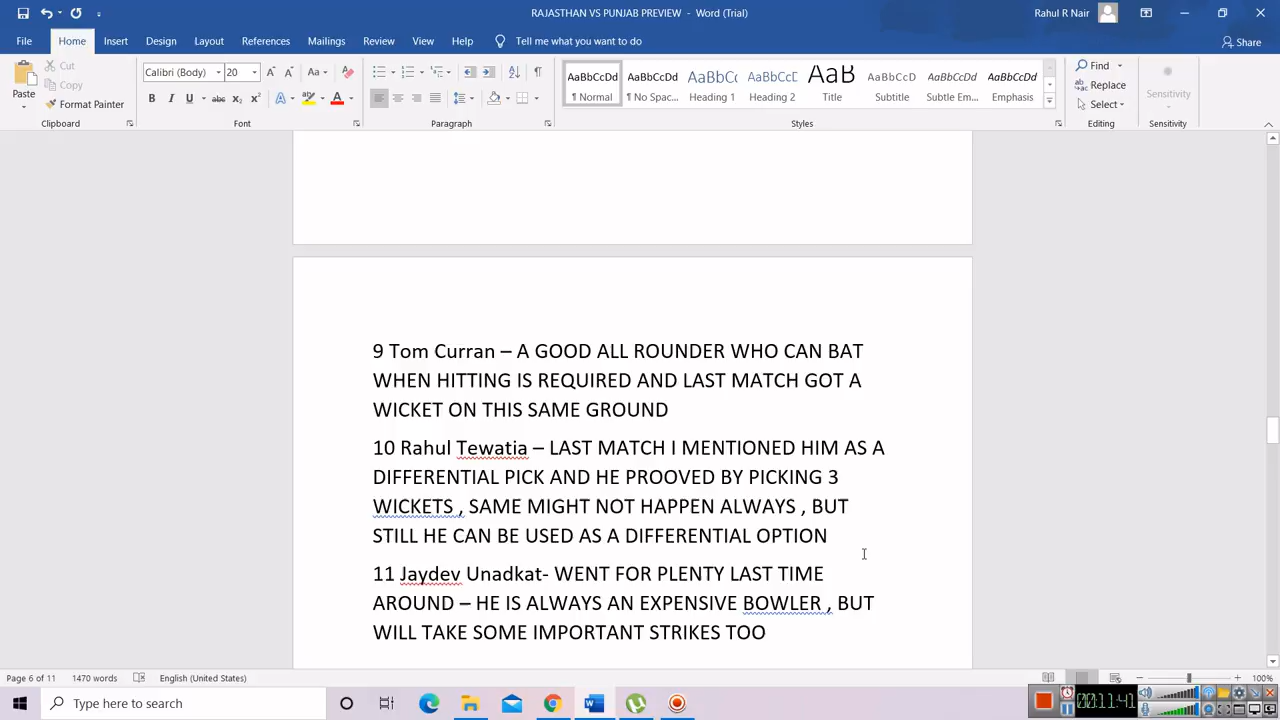 RAJASTHAN VS PUNJAB PREVIEW - Word (Trial)
Rahul R Nair
File Home Insert Design Layout References Mailings Review View Help Tell me what you want to do
Share
Cut
Copy
Paste
Format Painter
Clipboard
Calibri (Body) 20
Font
Paragraph
AaBbCcDd AaBbCcDd AaBbCc AaBbCcC AaB AaBbCcD AaBbCcDd AaBbCcDd
¶ Normal ¶ No Spac... Heading 1 Heading 2 Title Subtitle Subtle Em... Emphasis
Styles
Find
Replace
Select
Editing
Sensitivity
Sensitivity
9 Tom Curran – A GOOD ALL ROUNDER WHO CAN BAT
WHEN HITTING IS REQUIRED AND LAST MATCH GOT A
WICKET ON THIS SAME GROUND
10 Rahul Tewatia – LAST MATCH I MENTIONED HIM AS A
DIFFERENTIAL PICK AND HE PROOVED BY PICKING 3
WICKETS , SAME MIGHT NOT HAPPEN ALWAYS , BUT
STILL HE CAN BE USED AS A DIFFERENTIAL OPTION
11 Jaydev Unadkat- WENT FOR PLENTY LAST TIME
AROUND – HE IS ALWAYS AN EXPENSIVE BOWLER , BUT
WILL TAKE SOME IMPORTANT STRIKES TOO
Page 6 of 11 1470 words English (United States) 100%
Type here to search
00:11:41